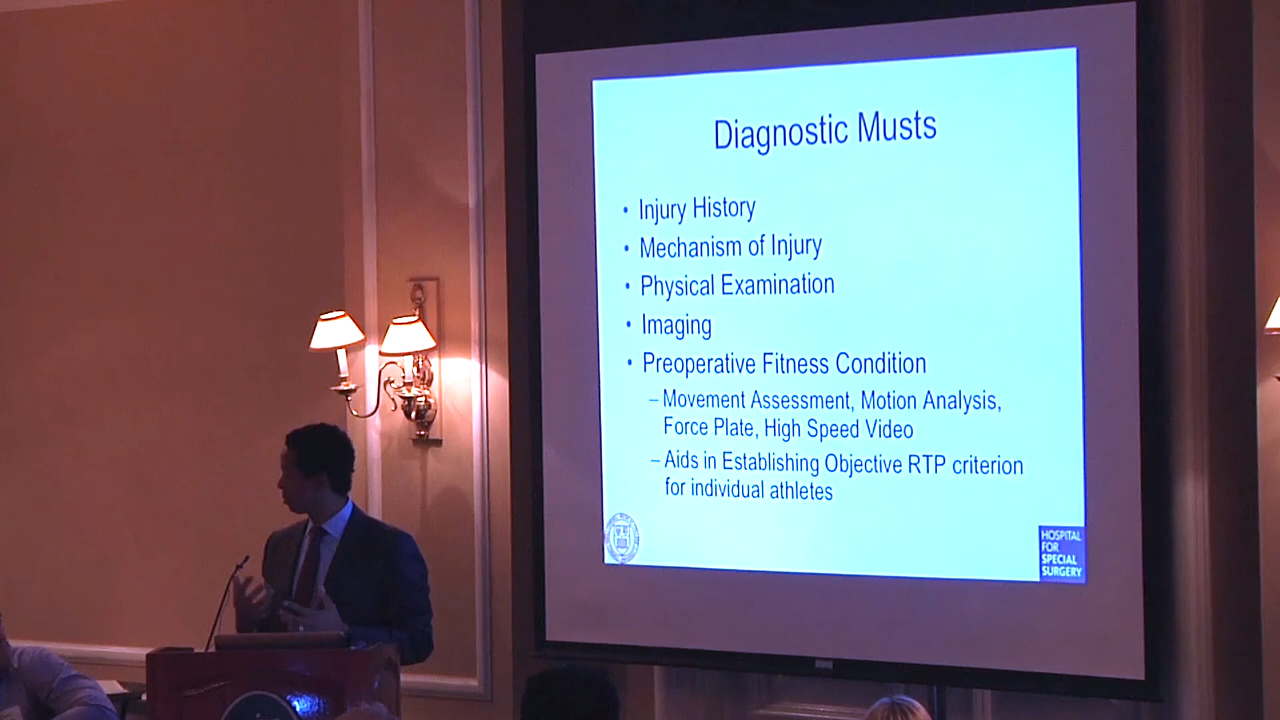 Diagnostic Musts
• Injury History
• Mechanism of Injury
• Physical Examination
• Imaging
• Preoperative Fitness Condition
– Movement Assessment, Motion Analysis,
Force Plate, High Speed Video
– Aids in Establishing Objective RTP criterion
for individual athletes
HOSPITAL
FOR
SPECIAL
SURGERY